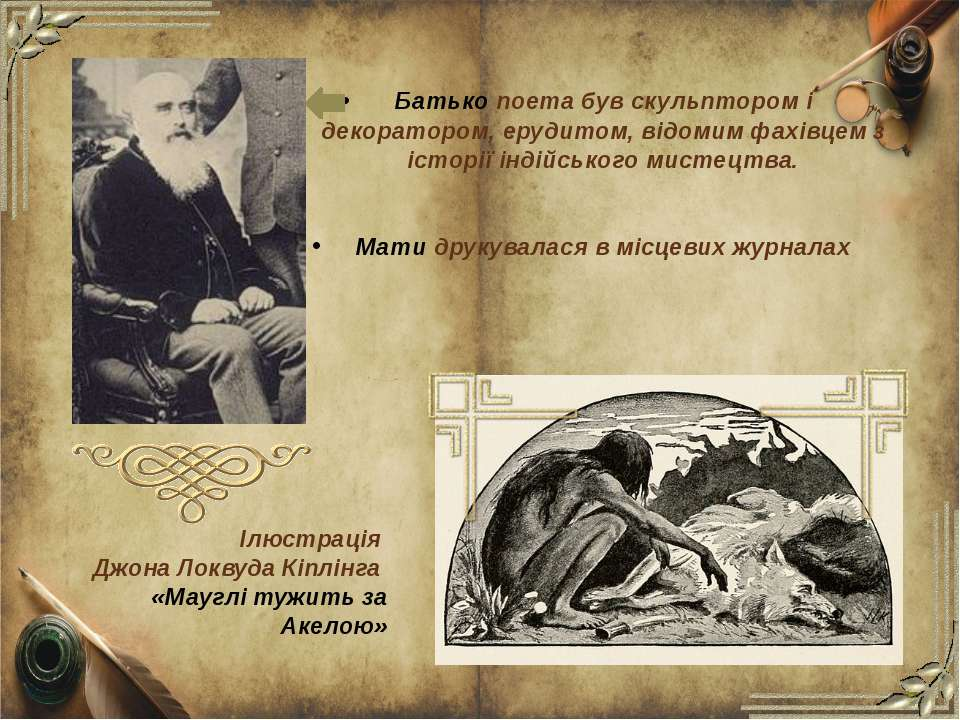 • Батько поета був скульптором і
декоратором, ерудитом, відомим фахівцем з
історії індійського мистецтва.
• Мати друкувалася в місцевих журналах
Ілюстрація
Джона Локвуда Кіплінга
«Мауглі тужить за
Акелою»